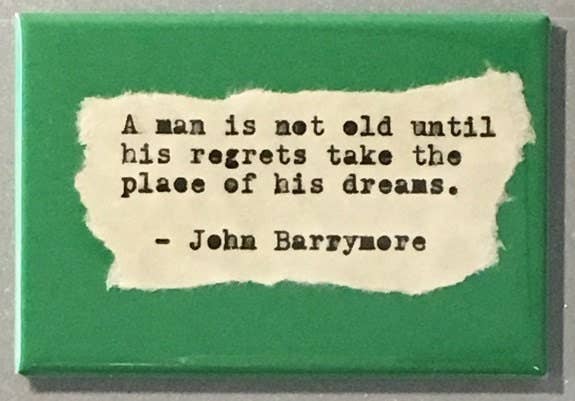 A man is not old until
his regrets take the
place of his dreams.
- John Barrymore